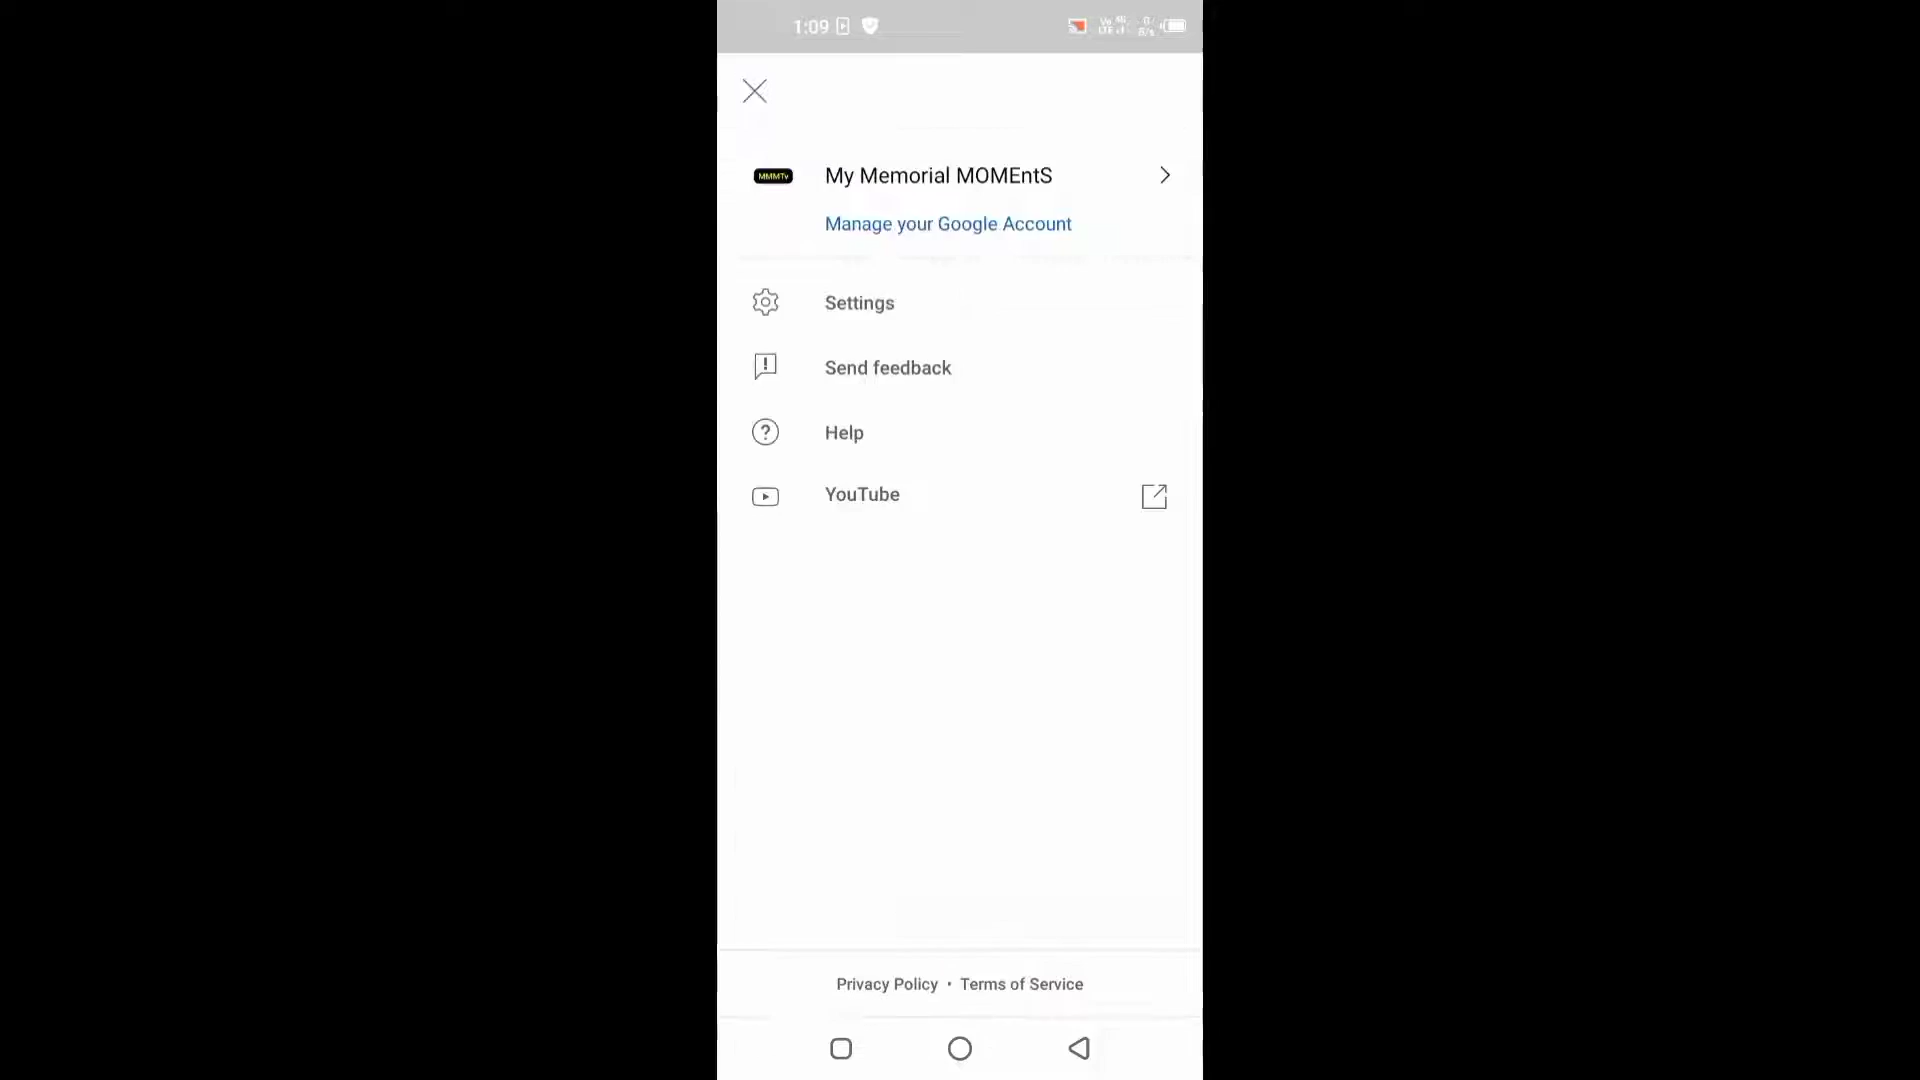 1:09
MMMTv
My Memorial MOMEntS
Manage your Google Account
Settings
Send feedback
Help
YouTube
Privacy Policy • Terms of Service